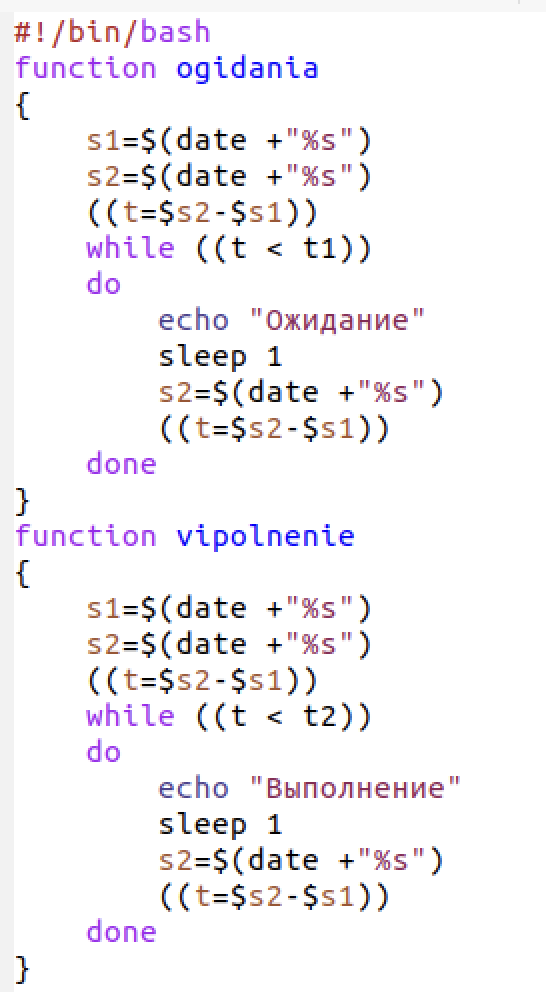 #!/bin/bash
function ogidania
{
     s1=$(date +"%s")
     s2=$(date +"%s")
     ((t=$s2-$s1))
     while ((t < t1))
     do
          echo "Ожидание"
          sleep 1
          s2=$(date +"%s")
          ((t=$s2-$s1))
     done
}
function vipolnenie
{
     s1=$(date +"%s")
     s2=$(date +"%s")
     ((t=$s2-$s1))
     while ((t < t2))
     do
          echo "Выполнение"
          sleep 1
          s2=$(date +"%s")
          ((t=$s2-$s1))
     done
}